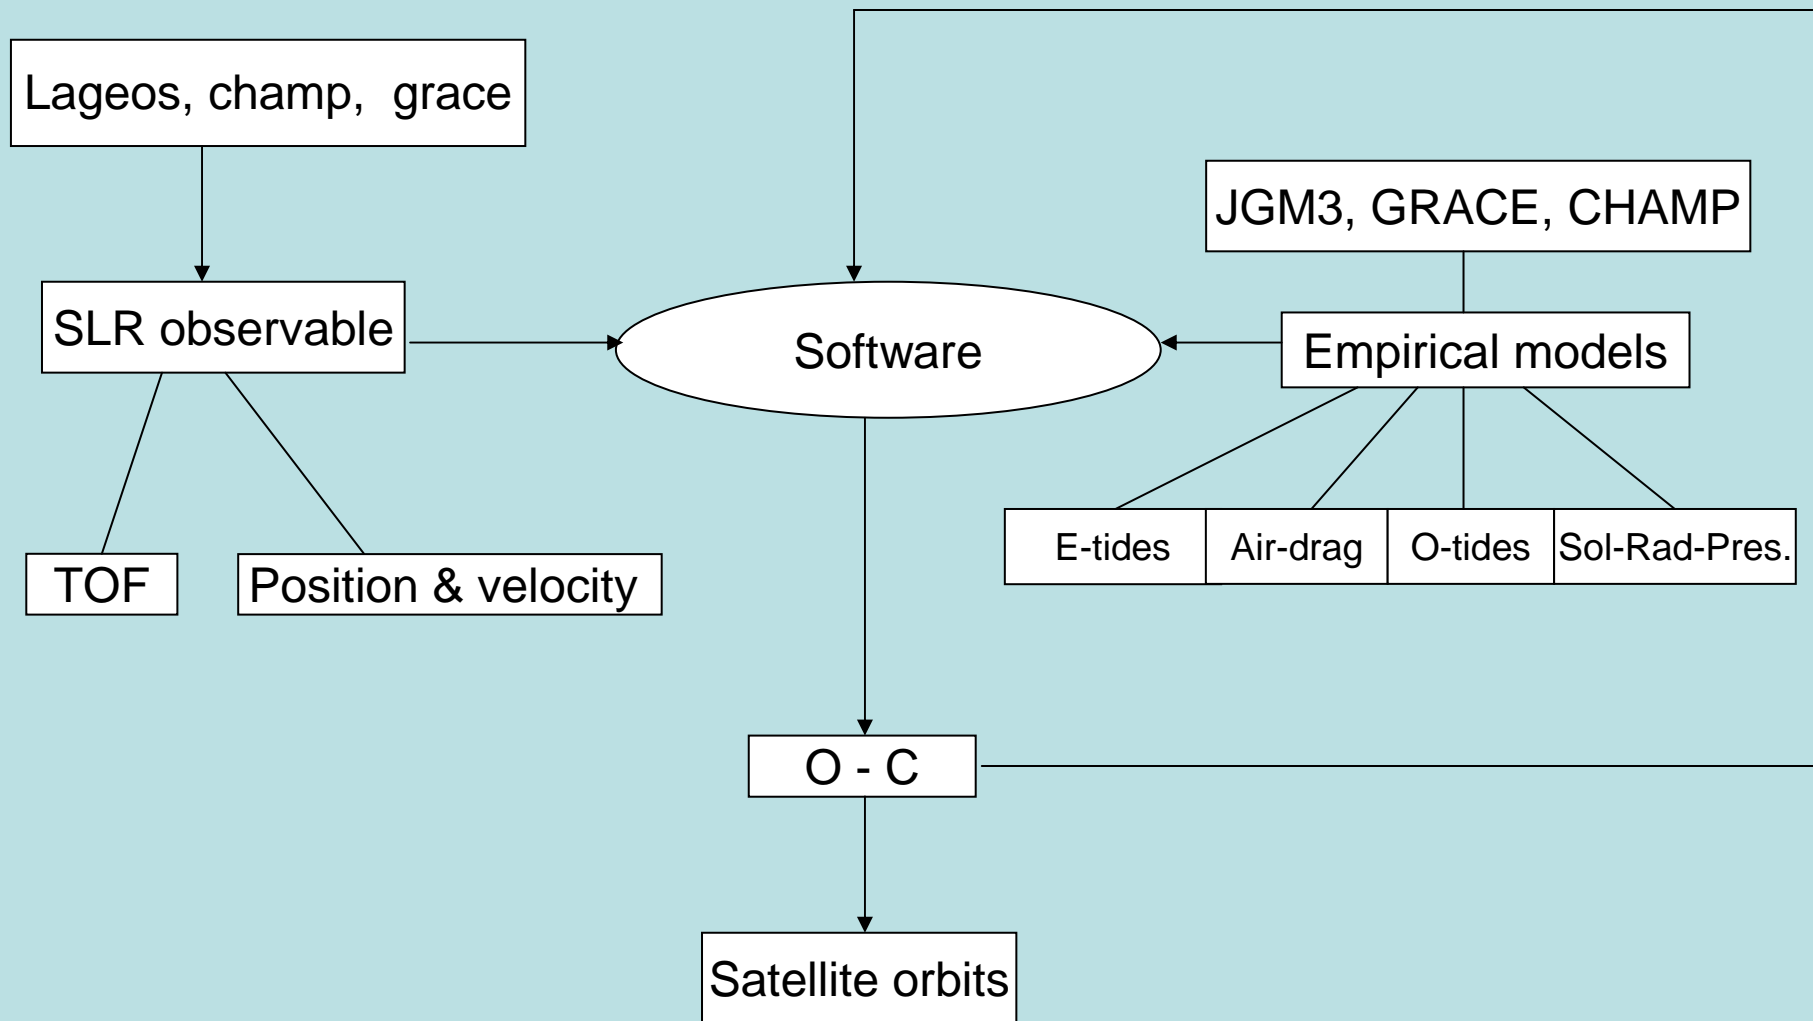 Lageos, champ, grace
JGM3, GRACE, CHAMP
SLR observable
Software
Empirical models
E-tides
Air-drag
O-tides
Sol-Rad-Pres.
TOF
Position & velocity
O - C
Satellite orbits